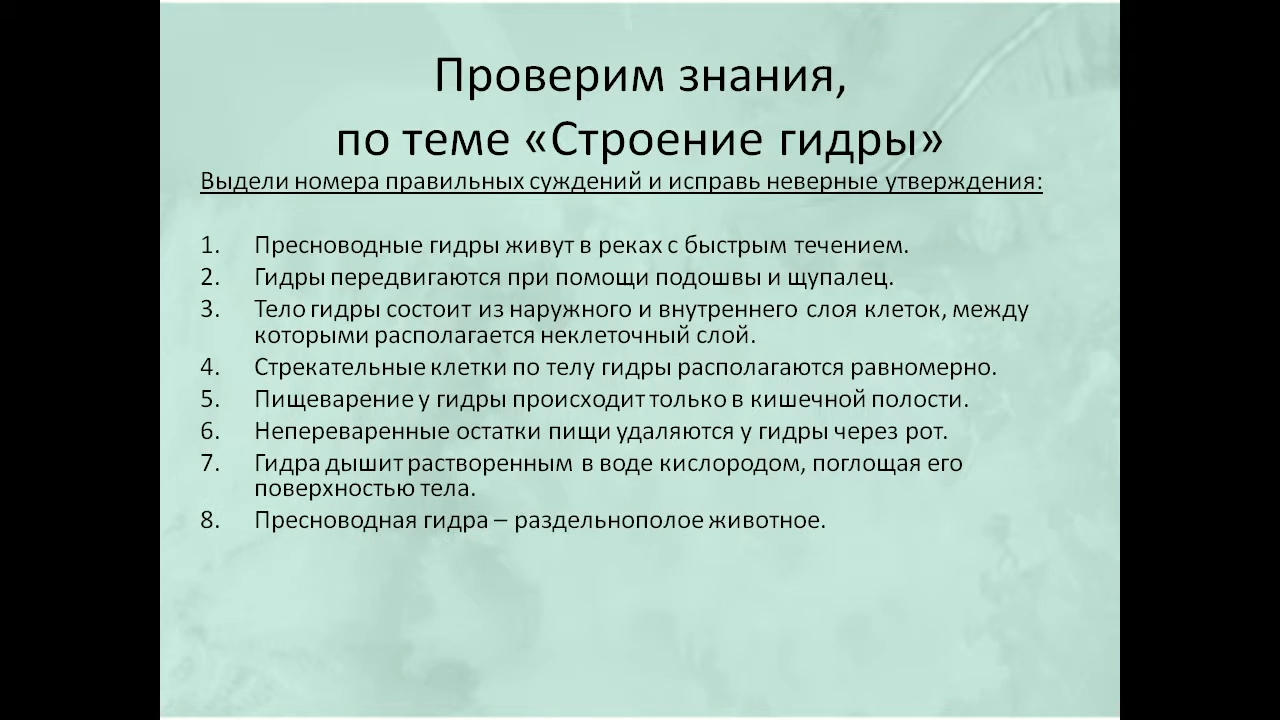 Проверим знания,
по теме «Строение гидры»
Выдели номера правильных суждений и исправь неверные утверждения:
1. Пресноводные гидры живут в реках с быстрым течением.
2. Гидры передвигаются при помощи подошвы и щупалец.
3. Тело гидры состоит из наружного и внутреннего слоя клеток, между
которыми располагается неклеточный слой.
4. Стрекательные клетки по телу гидры располагаются равномерно.
5. Пищеварение у гидры происходит только в кишечной полости.
6. Непереваренные остатки пищи удаляются у гидры через рот.
7. Гидра дышит растворенным в воде кислородом, поглощая его
поверхностью тела.
8. Пресноводная гидра – раздельнополое животное.